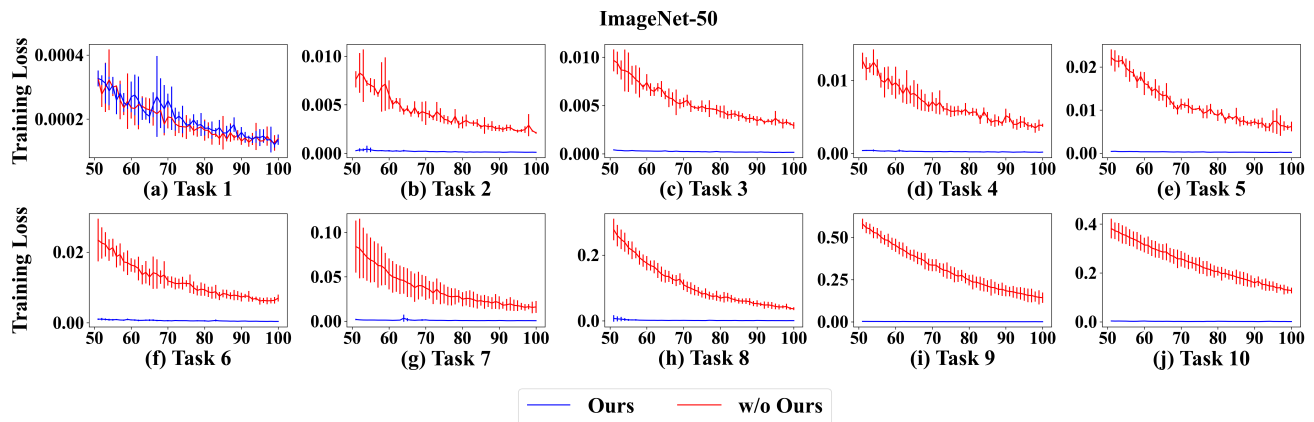 ImageNet-50
Training Loss
0.0004
0.0002
50 60 70 80 90 100
(a) Task 1
0.010
0.005
0.000
50 60 70 80 90 100
(b) Task 2
0.010
0.005
0.000
50 60 70 80 90 100
(c) Task 3
0.01
0.00
50 60 70 80 90 100
(d) Task 4
0.02
0.01
0.00
50 60 70 80 90 100
(e) Task 5
Training Loss
0.02
0.00
50 60 70 80 90 100
(f) Task 6
0.10
0.05
0.00
50 60 70 80 90 100
(g) Task 7
0.2
0.0
50 60 70 80 90 100
(h) Task 8
0.50
0.25
0.00
50 60 70 80 90 100
(i) Task 9
0.4
0.2
0.0
50 60 70 80 90 100
(j) Task 10
Ours w/o Ours